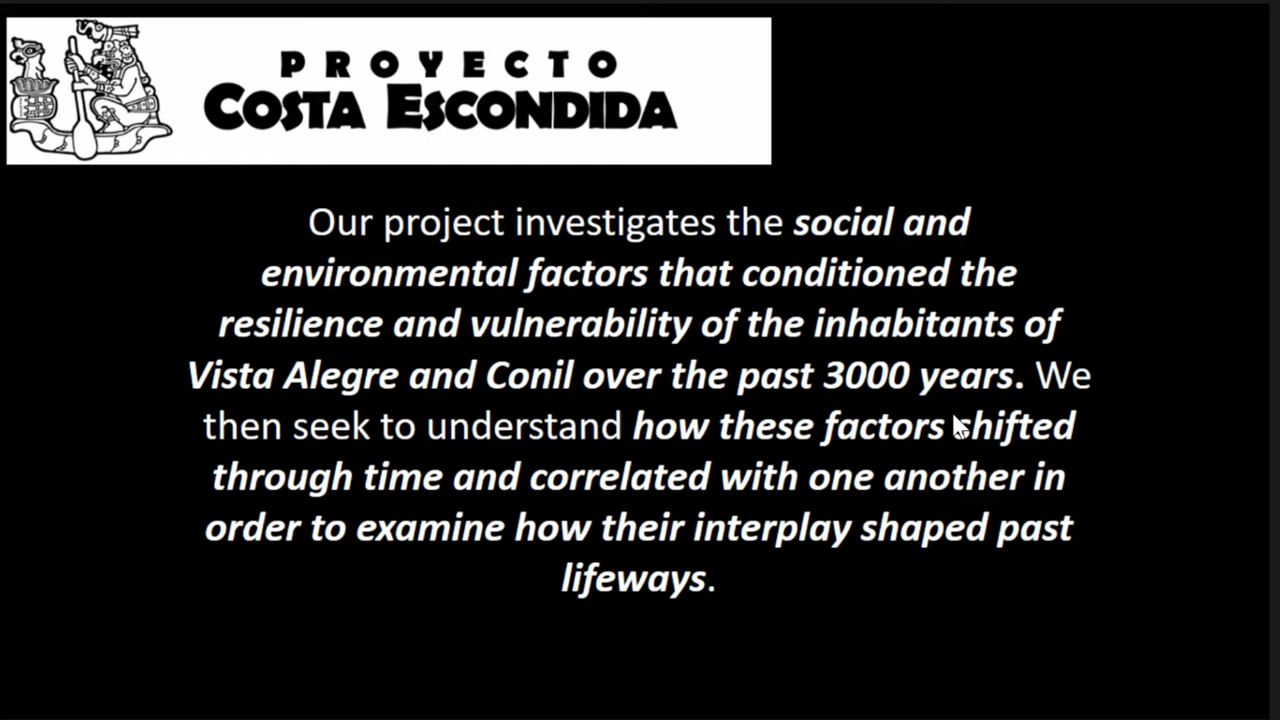 PROYECTO
COSTA ESCONDIDA
Our project investigates the social and
environmental factors that conditioned the
resilience and vulnerability of the inhabitants of
Vista Alegre and Conil over the past 3000 years. We
then seek to understand how these factors shifted
through time and correlated with one another in
order to examine how their interplay shaped past
lifeways.